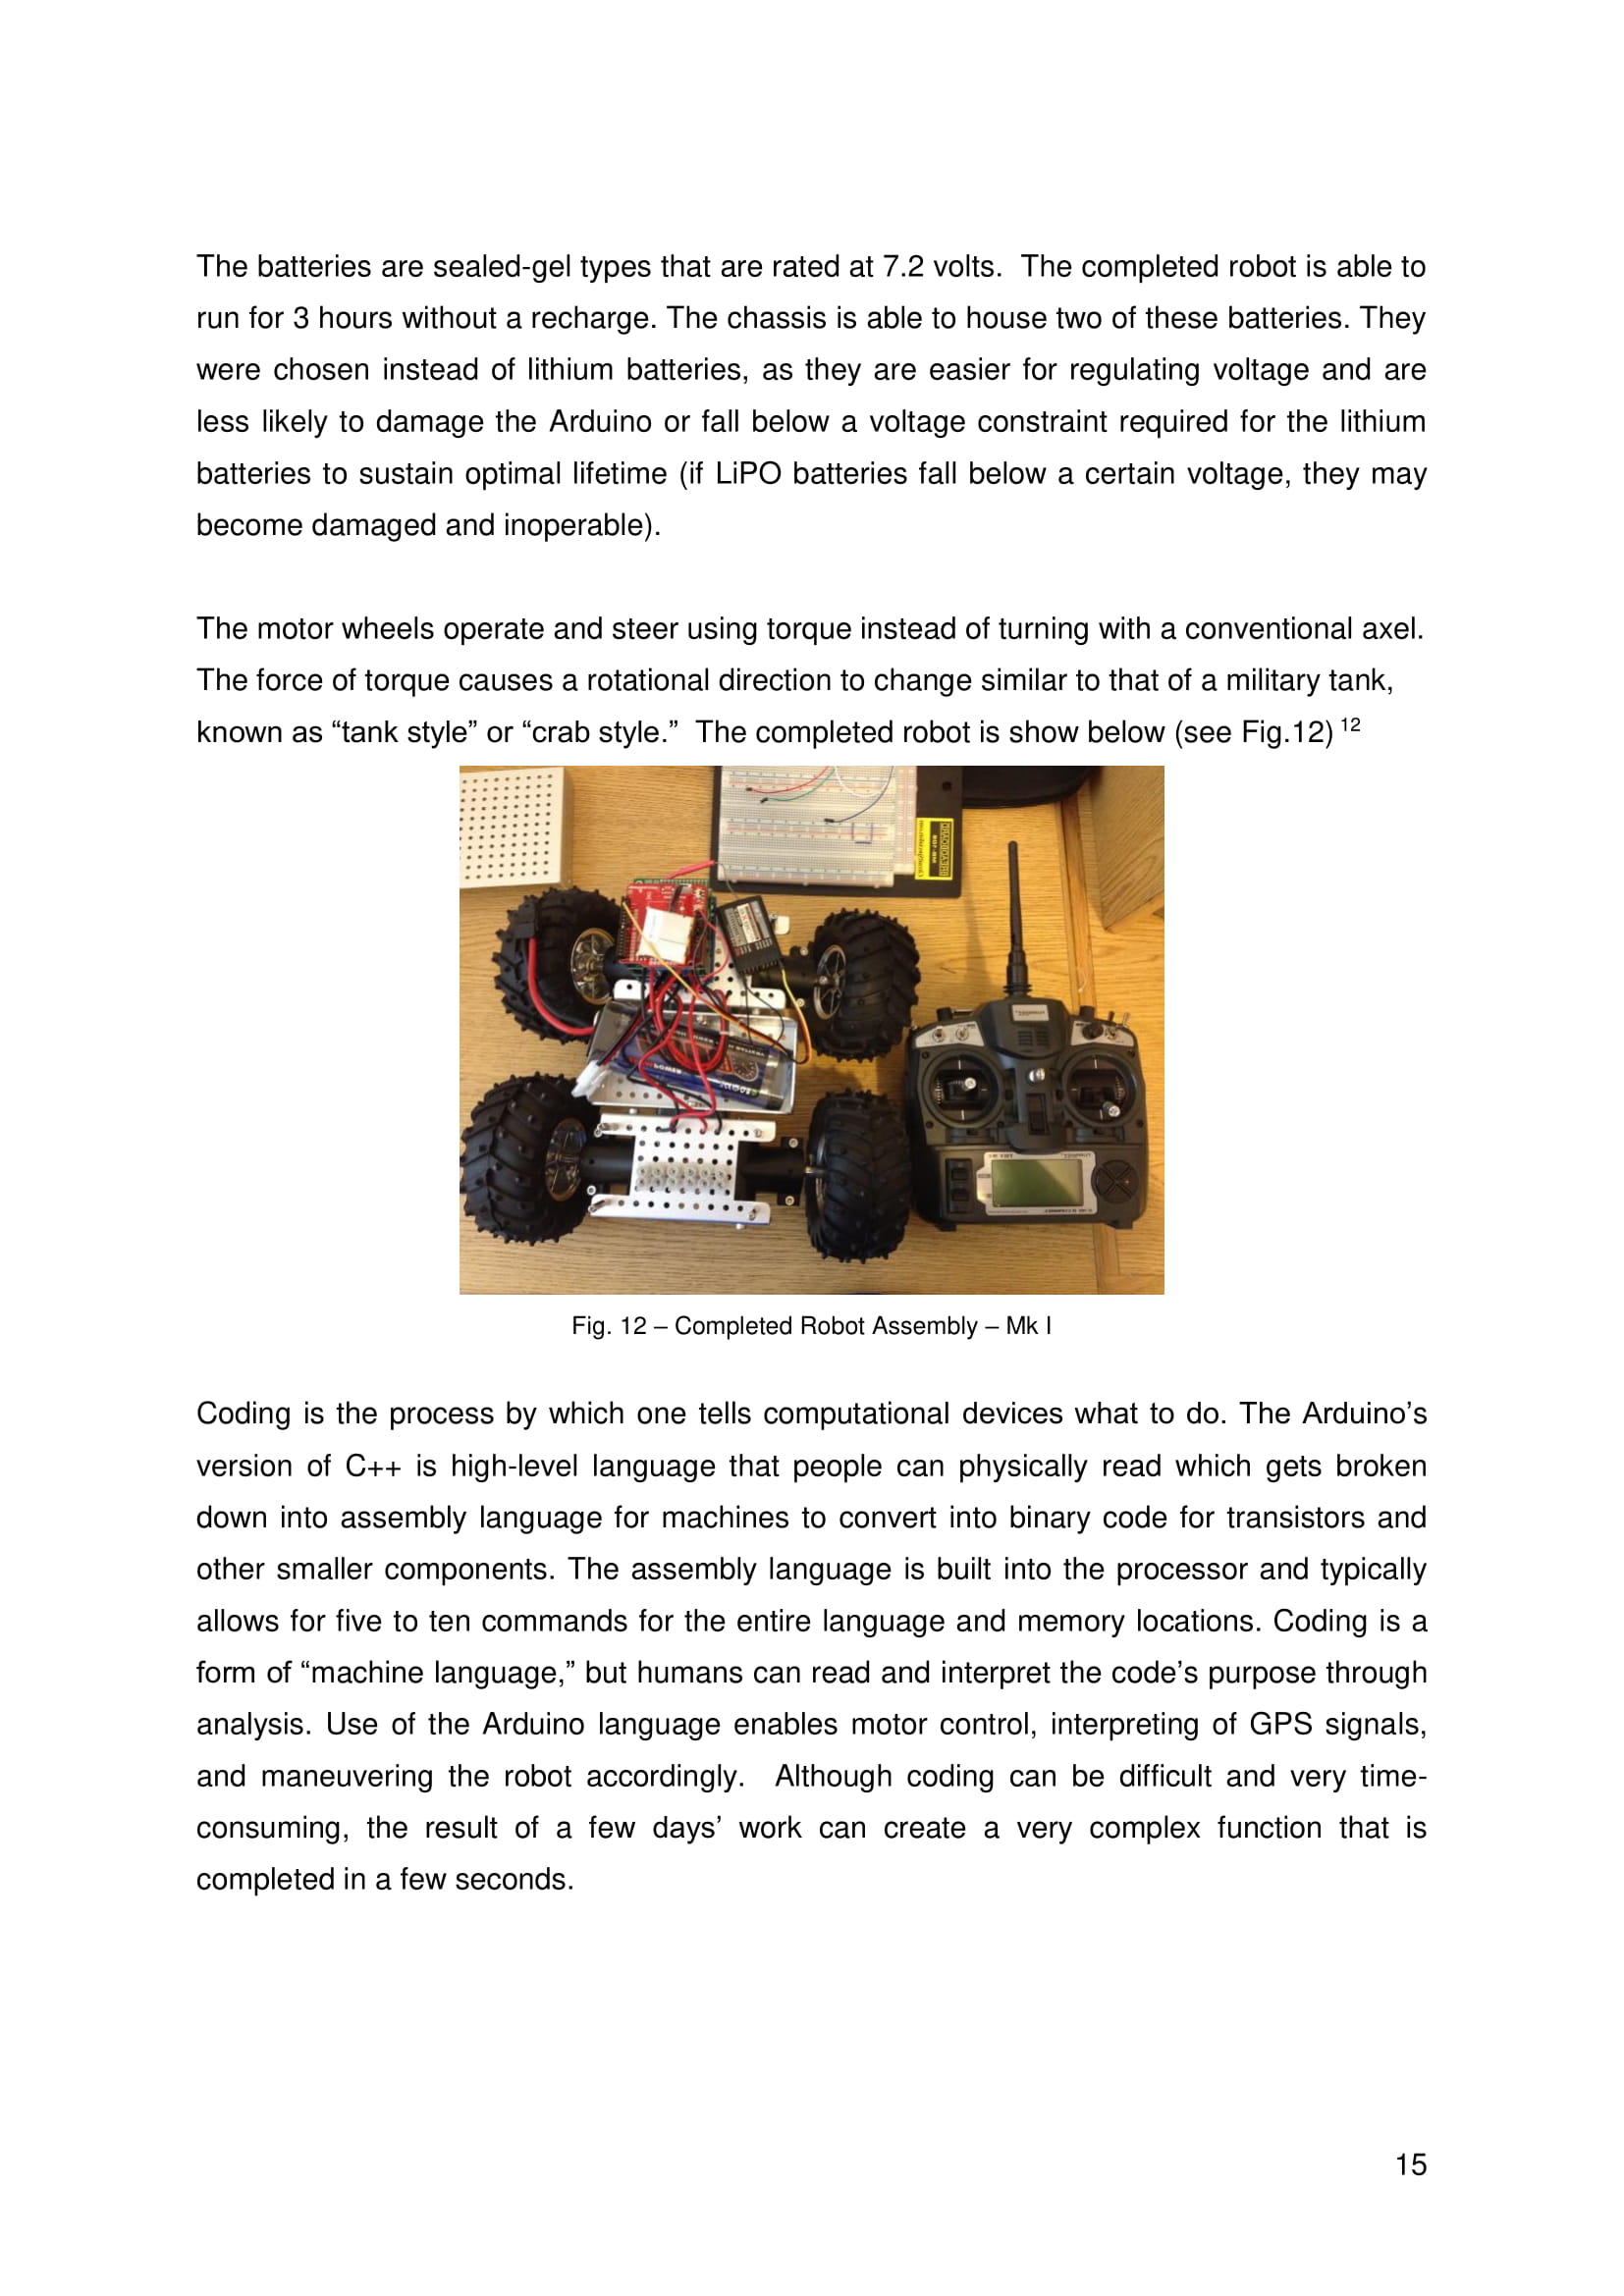 The batteries are sealed-gel types that are rated at 7.2 volts.  The completed robot is able to
run for 3 hours without a recharge. The chassis is able to house two of these batteries. They
were chosen instead of lithium batteries, as they are easier for regulating voltage and are
less likely to damage the Arduino or fall below a voltage constraint required for the lithium
batteries to sustain optimal lifetime (if LiPO batteries fall below a certain voltage, they may
become damaged and inoperable).
The motor wheels operate and steer using torque instead of turning with a conventional axel.
The force of torque causes a rotational direction to change similar to that of a military tank,
known as “tank style” or “crab style.”  The completed robot is show below (see Fig.12) 12
Fig. 12 – Completed Robot Assembly – Mk I
Coding is the process by which one tells computational devices what to do. The Arduino’s
version of C++ is high-level language that people can physically read which gets broken
down into assembly language for machines to convert into binary code for transistors and
other smaller components. The assembly language is built into the processor and typically
allows for five to ten commands for the entire language and memory locations. Coding is a
form of “machine language,” but humans can read and interpret the code’s purpose through
analysis. Use of the Arduino language enables motor control, interpreting of GPS signals,
and maneuvering the robot accordingly.  Although coding can be difficult and very time-
consuming, the result of a few days’ work can create a very complex function that is
completed in a few seconds.
15